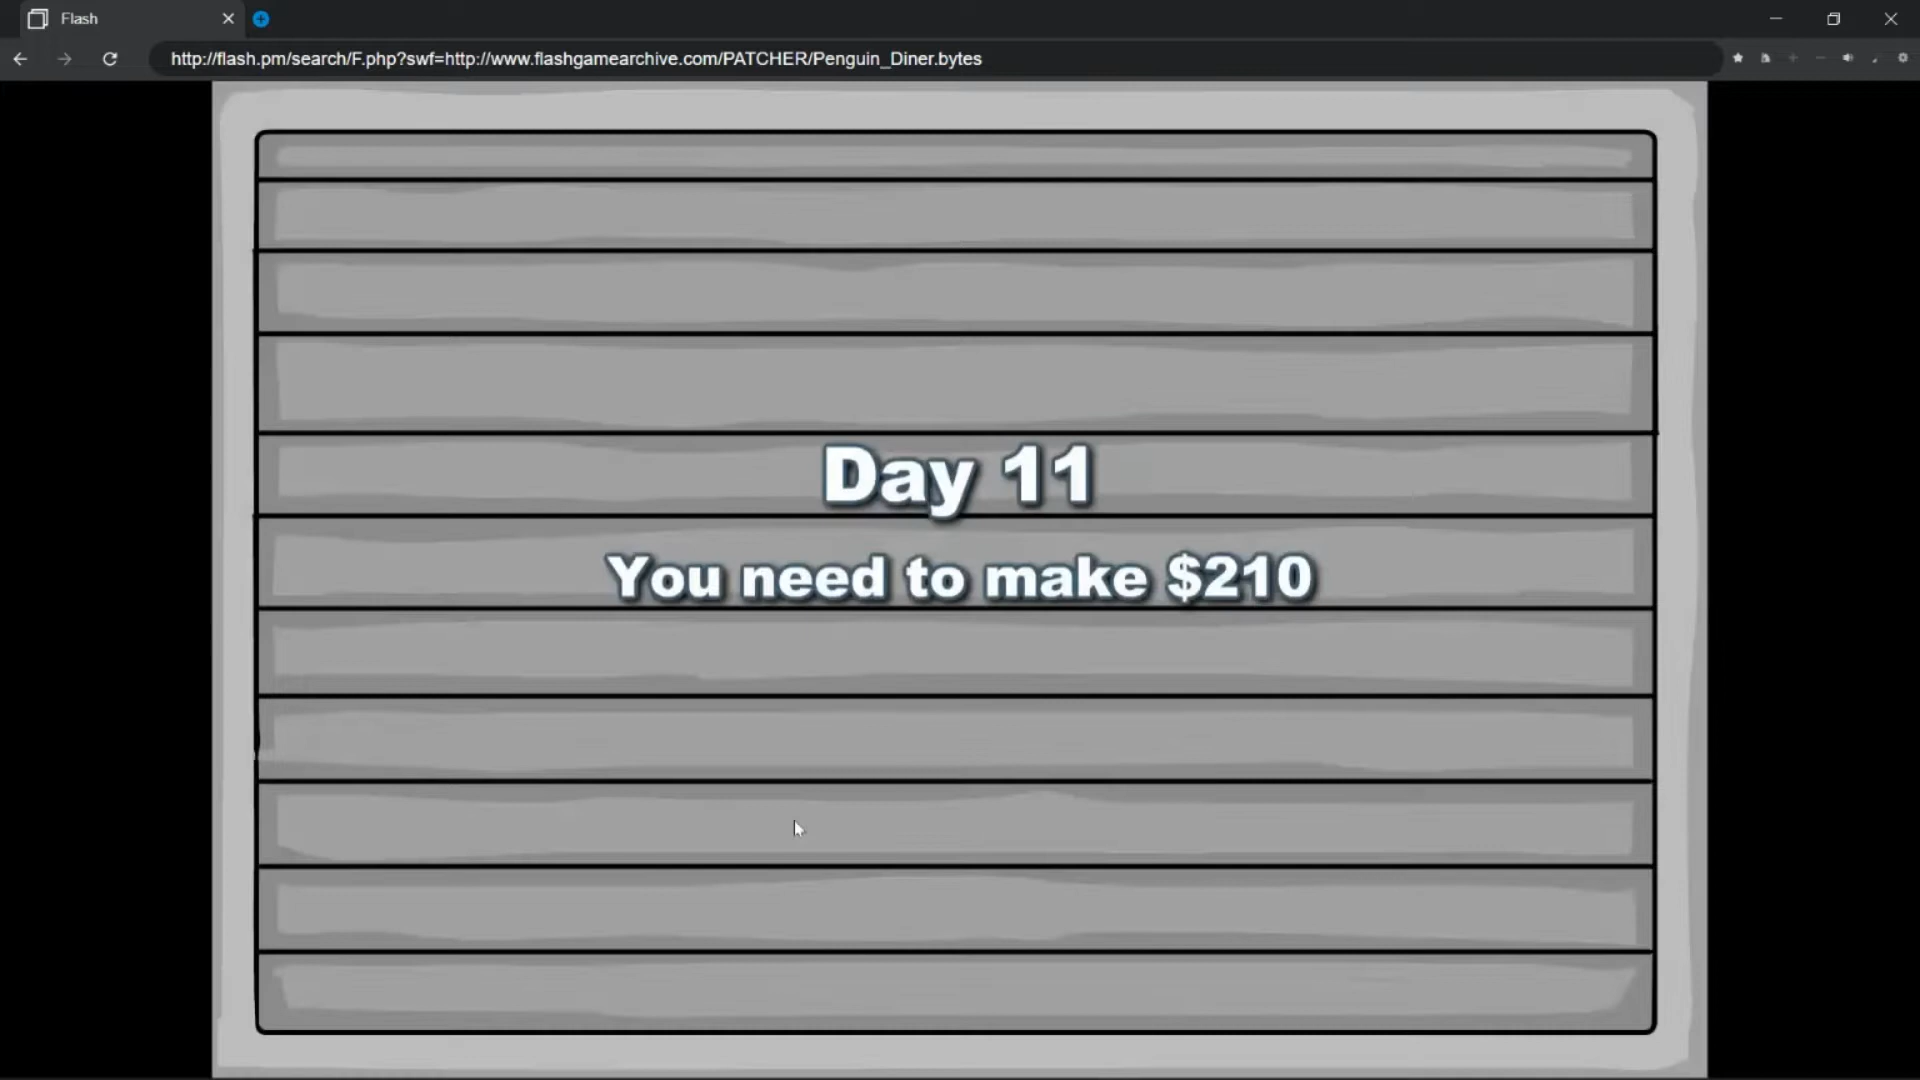 Flash
http://flash.pm/search/F.php?swf=http://www.flashgamearchive.com/PATCHER/Penguin_Diner.bytes
Day 11
You need to make $210